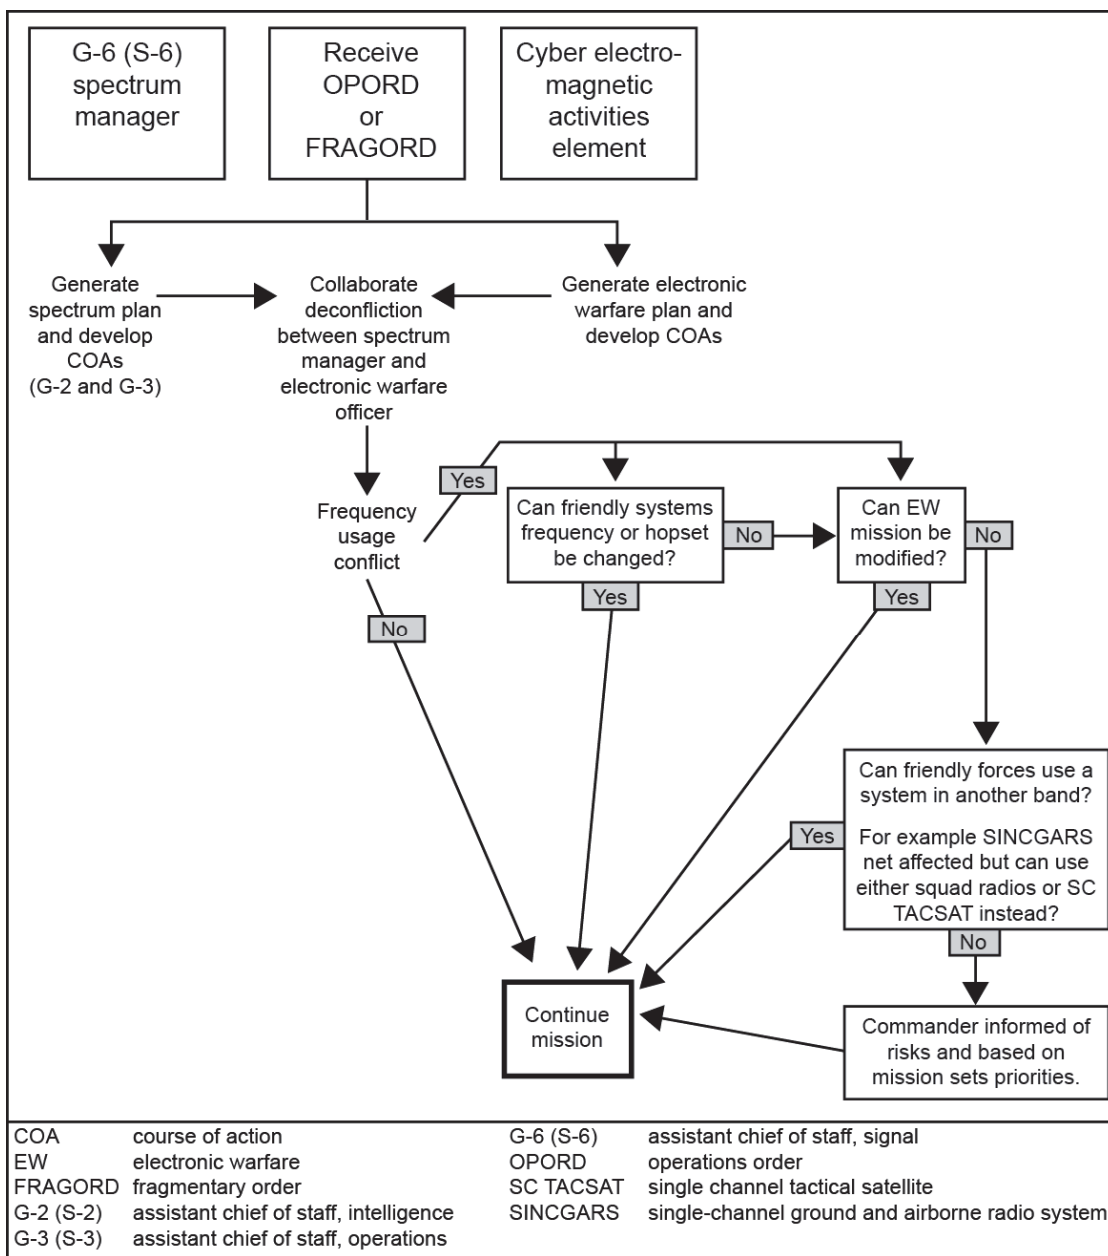 G-6 (S-6)
spectrum
manager
Receive
OPORD
or
FRAGORD
Cyber electro-
magnetic
activities
element
Generate
spectrum plan
and develop
COAs
(G-2 and G-3)
Collaborate
deconfliction
between spectrum
manager and
electronic warfare
officer
Generate electronic
warfare plan and
develop COAs
Frequency
usage
conflict
Yes
No
Can friendly systems
frequency or hopset
be changed?
No
Yes
Can EW
mission be
modified?
No
Yes
Can friendly forces use a
system in another band?
For example SINCGARS
net affected but can use
either squad radios or SC
TACSAT instead?
Yes
No
Continue
mission
Commander informed of
risks and based on
mission sets priorities.
COA course of action
EW electronic warfare
FRAGORD fragmentary order
G-2 (S-2) assistant chief of staff, intelligence
G-3 (S-3) assistant chief of staff, operations
G-6 (S-6) assistant chief of staff, signal
OPORD operations order
SC TACSAT single channel tactical satellite
SINCGARS single-channel ground and airborne radio system